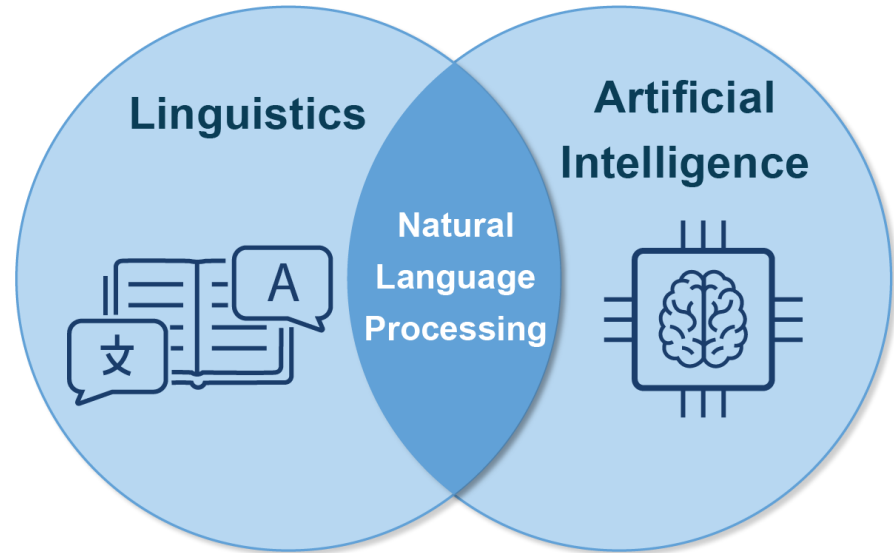 Linguistics
Artificial
Intelligence
Natural
Language
Processing
A
文